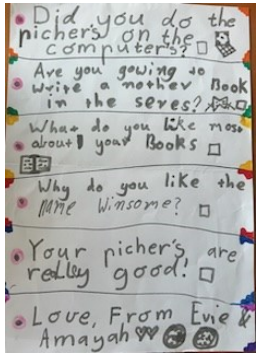 Did you do the
picher's on the
computer's?
Are you gowing to
write a nother Book
in the seres?
What do you like most
about your Books
Why do you like the
name Winsome?
Your picher's are
relley good!
Love, From Evie &
Amayah